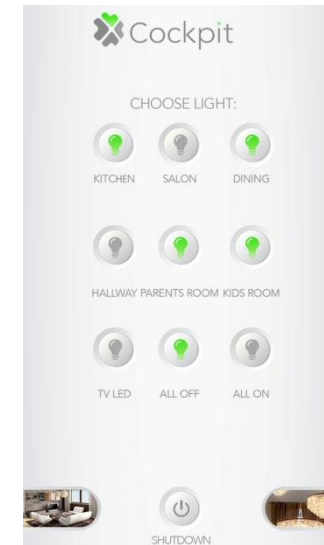 Cockpit
CHOOSE LIGHT:
KITCHEN SALON DINING
HALLWAY PARENTS ROOM KIDS ROOM
TV LED ALL OFF ALL ON
SHUTDOWN